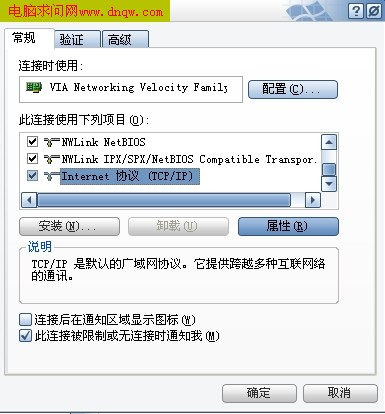 电脑求问网www.dnqw.com
常规 验证 高级
连接时使用:
VIA Networking Velocity Family
配置(C)...
此连接使用下列项目(O):
NWLink NetBIOS
NWLink IPX/SPX/NetBIOS Compatible Transpor.
Internet 协议 (TCP/IP)
安装(N)... 卸载(U) 属性(R)
说明
TCP/IP 是默认的广域网协议。它提供跨越多种互联网络
的通讯。
连接后在通知区域显示图标(W)
此连接被限制或无连接时通知我(M)
确定 取消